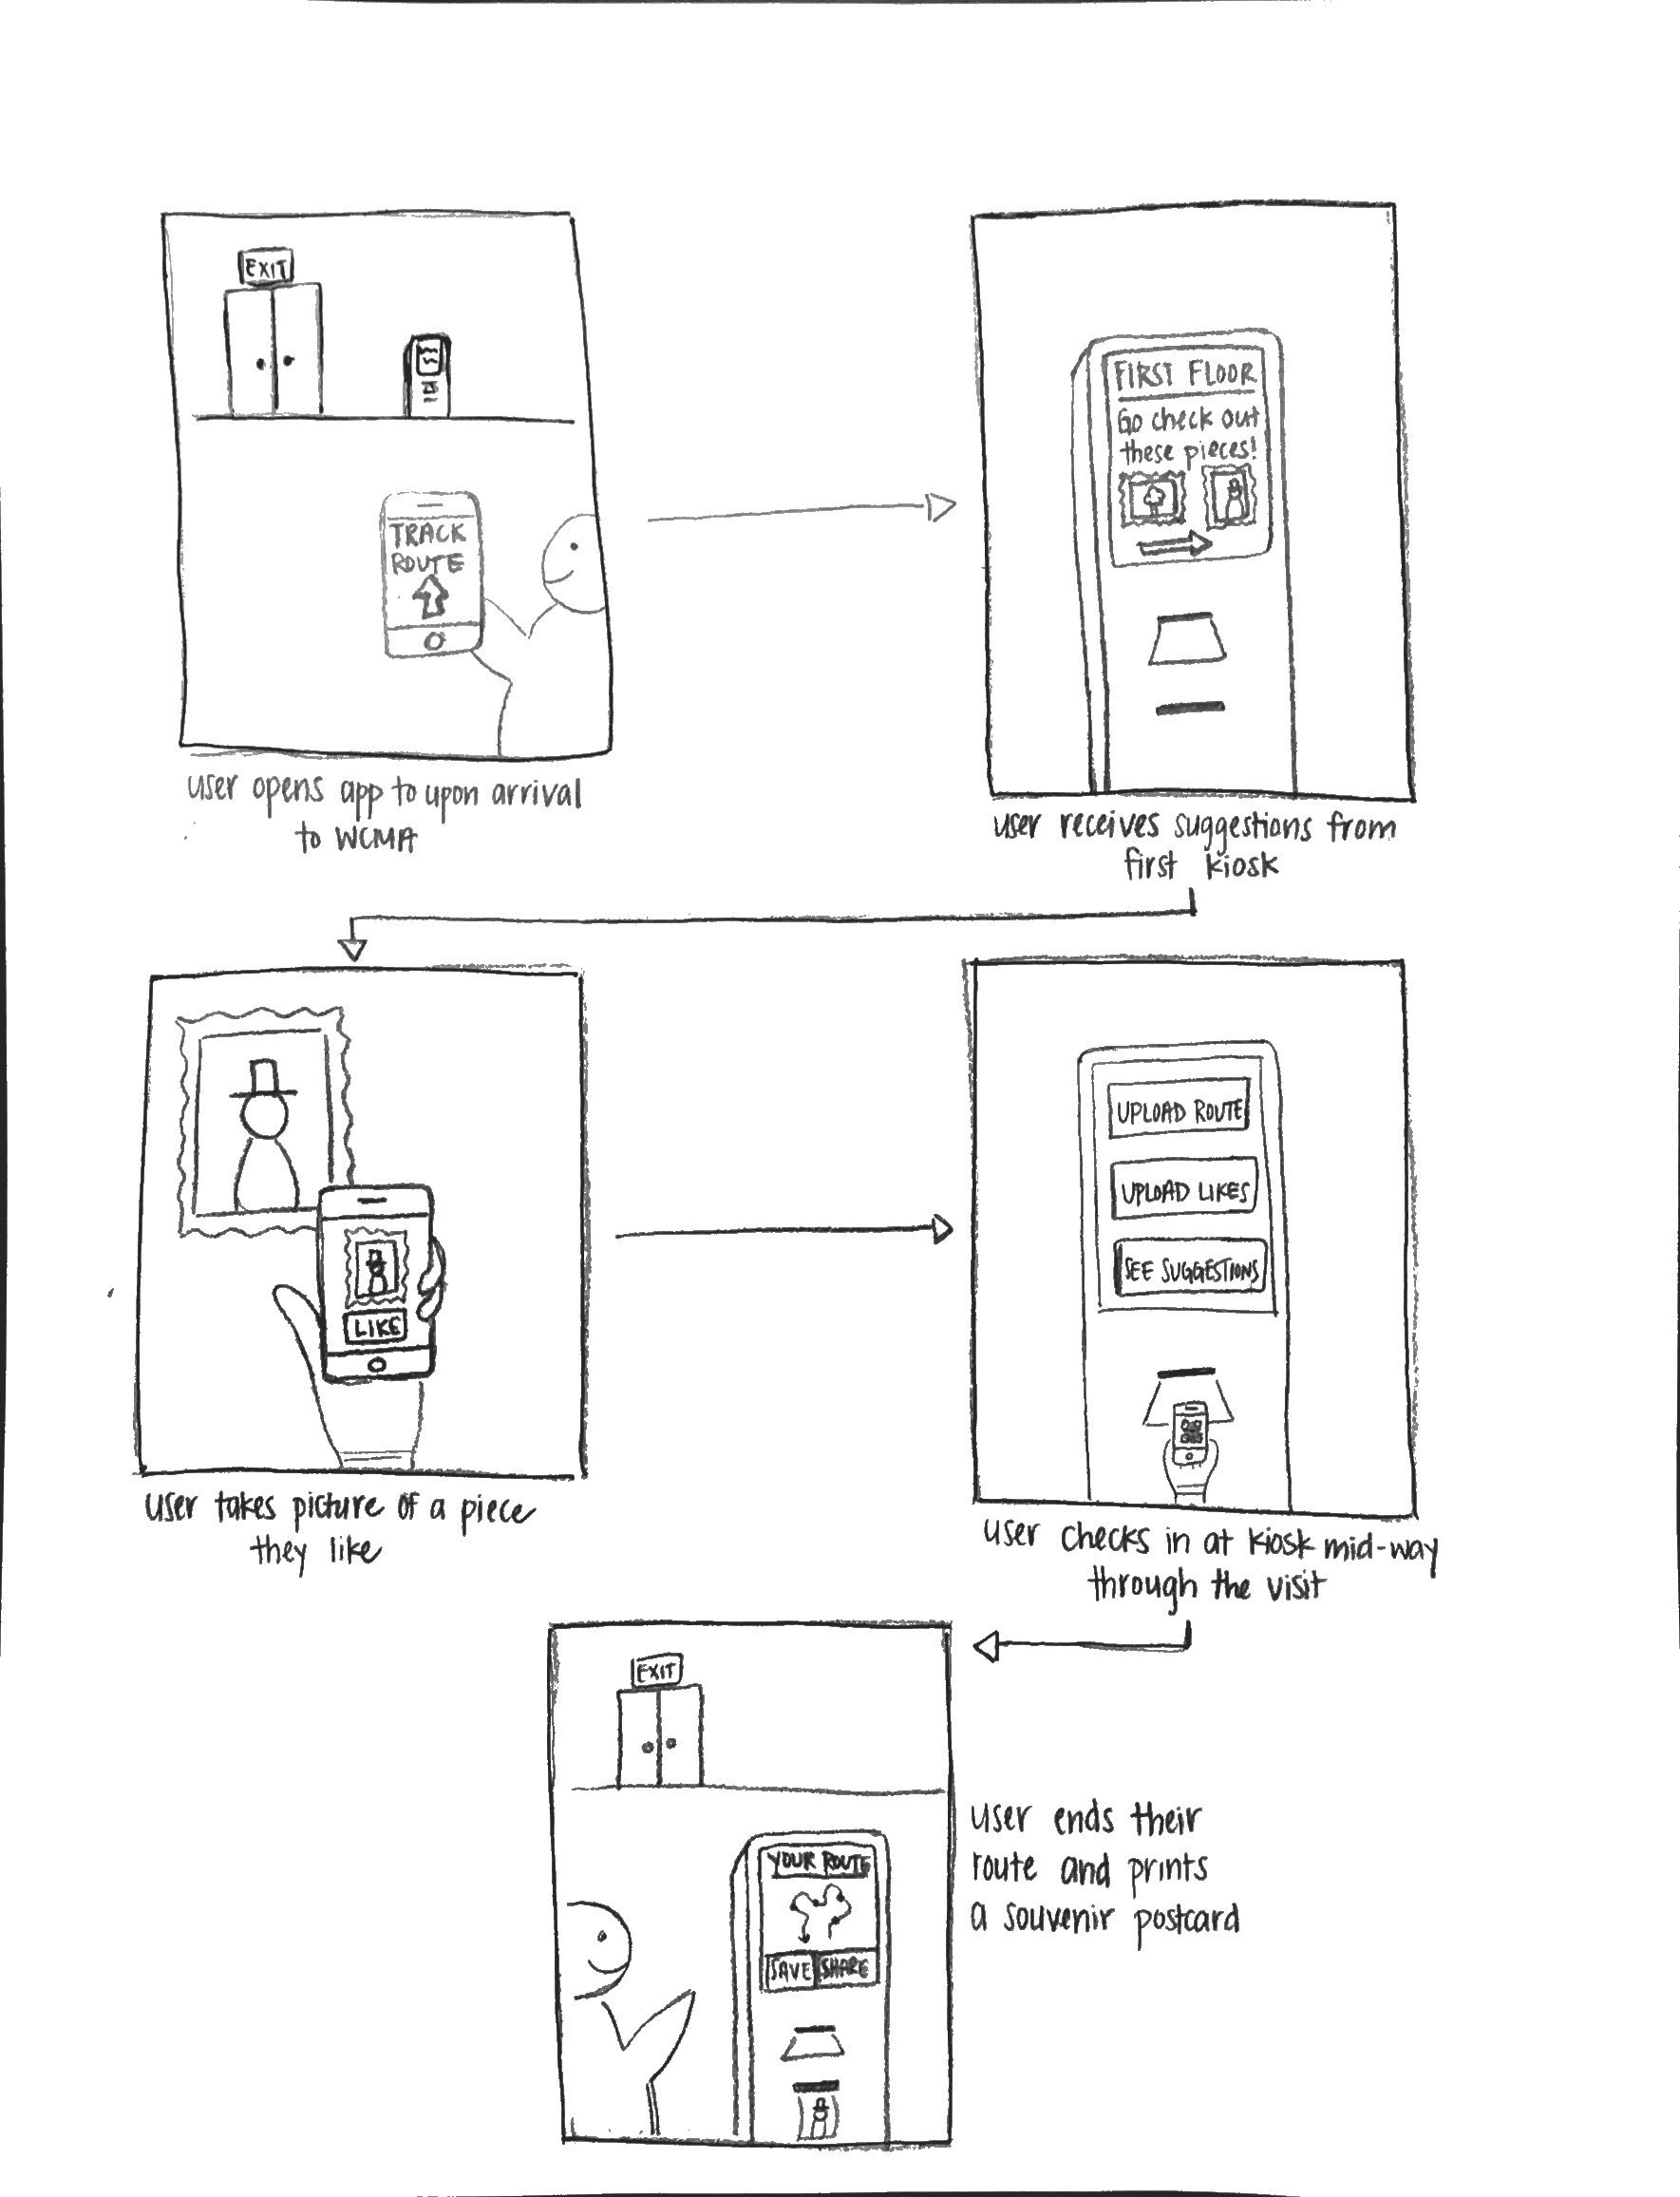 EXIT
TRACK
ROUTE
user opens app to upon arrival
to WCMA
FIRST FLOOR
Go check out
these pieces!
user receives suggestions from
first kiosk
LIKE
user takes picture of a piece
they like
UPLOAD ROUTE
UPLOAD LIKES
SEE SUGGESTIONS
user checks in at kiosk mid-way
through the visit
EXIT
YOUR ROUTE
SAVE SHARE
user ends their
route and prints
a souvenir postcard